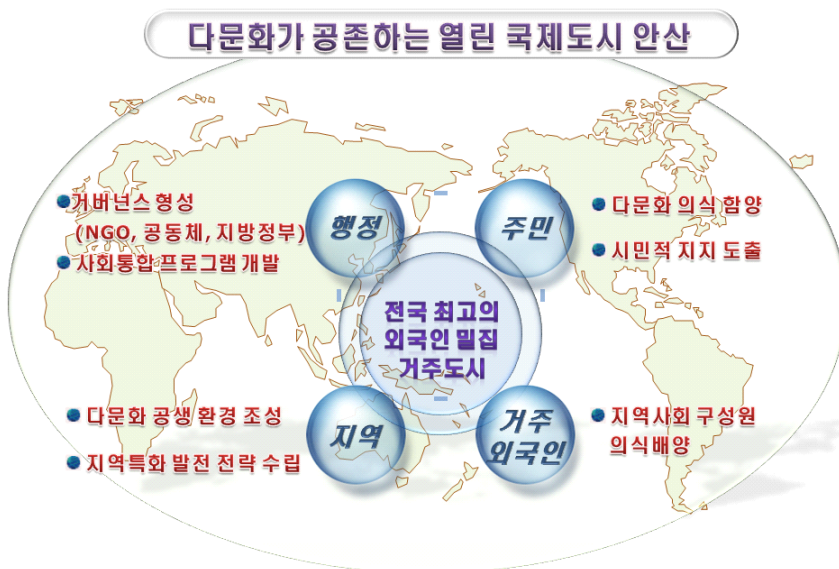 다문화가 공존하는 열린 국제도시 안산
행정
거버넌스 형성
(NGO, 공동체, 지방정부)
사회통합 프로그램 개발
주민
다문화 의식 함양
시민적 지지 도출
전국 최고의
외국인 밀집
거주도시
지역
다문화 공생 환경 조성
지역특화 발전 전략 수립
거주
외국인
지역사회 구성원
의식배양